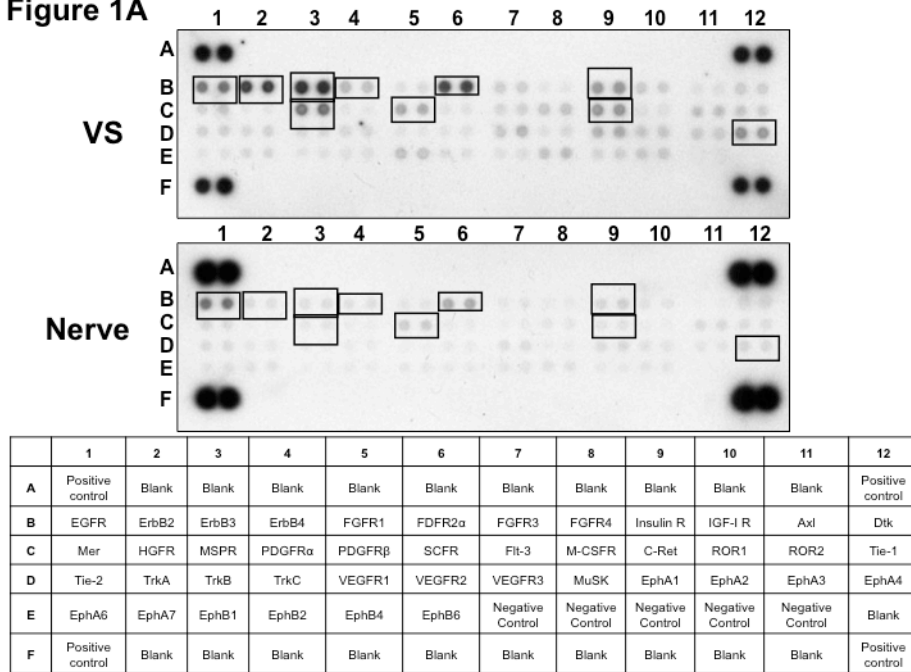 Figure 1A
1 2 3 4 5 6 7 8 9 10 11 12
A
B
C
D
E
F
VS
1 2 3 4 5 6 7 8 9 10 11 12
A
B
C
D
E
F
Nerve
1 2 3 4 5 6 7 8 9 10 11 12
A Positive control Blank Blank Blank Blank Blank Blank Blank Blank Blank Blank Positive control
B EGFR ErbB2 ErbB3 ErbB4 FGFR1 FDFR2α FGFR3 FGFR4 Insulin R IGF-I R Axl Dtk
C Mer HGFR MSPR PDGFRα PDGFRβ SCFR Flt-3 M-CSFR C-Ret ROR1 ROR2 Tie-1
D Tie-2 TrkA TrkB TrkC VEGFR1 VEGFR2 VEGFR3 MuSK EphA1 EphA2 EphA3 EphA4
E EphA6 EphA7 EphB1 EphB2 EphB4 EphB6 Negative Control Negative Control Negative Control Negative Control Negative Control Blank
F Positive control Blank Blank Blank Blank Blank Blank Blank Blank Blank Blank Positive control